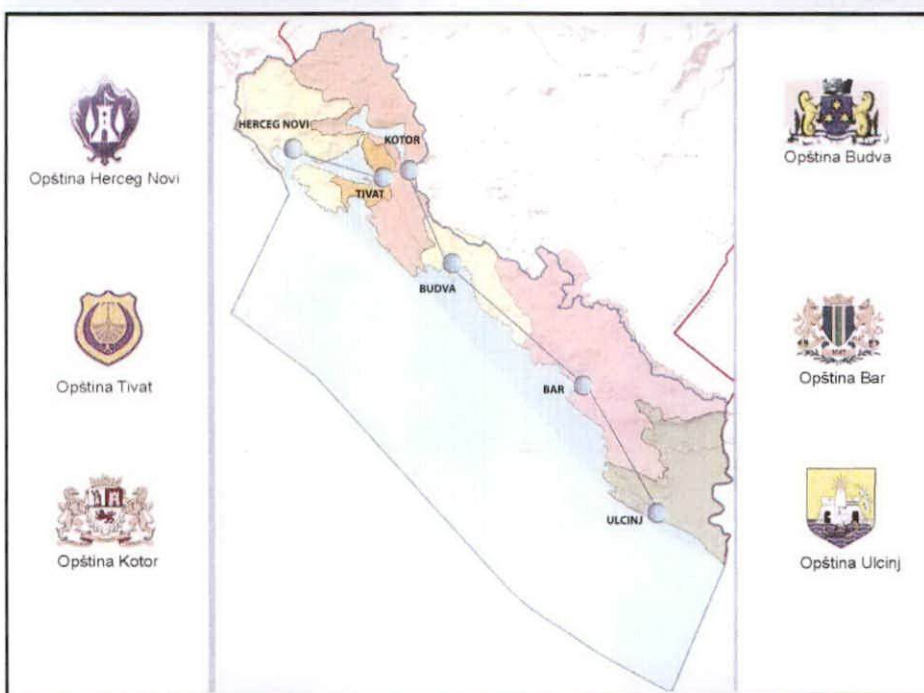 Opština Herceg Novi
Opština Tivat
Opština Kotor
HERCEG NOVI
KOTOR
TIVAT
BUDVA
BAR
ULCINJ
Opština Budva
Opština Bar
Opština Ulcinj